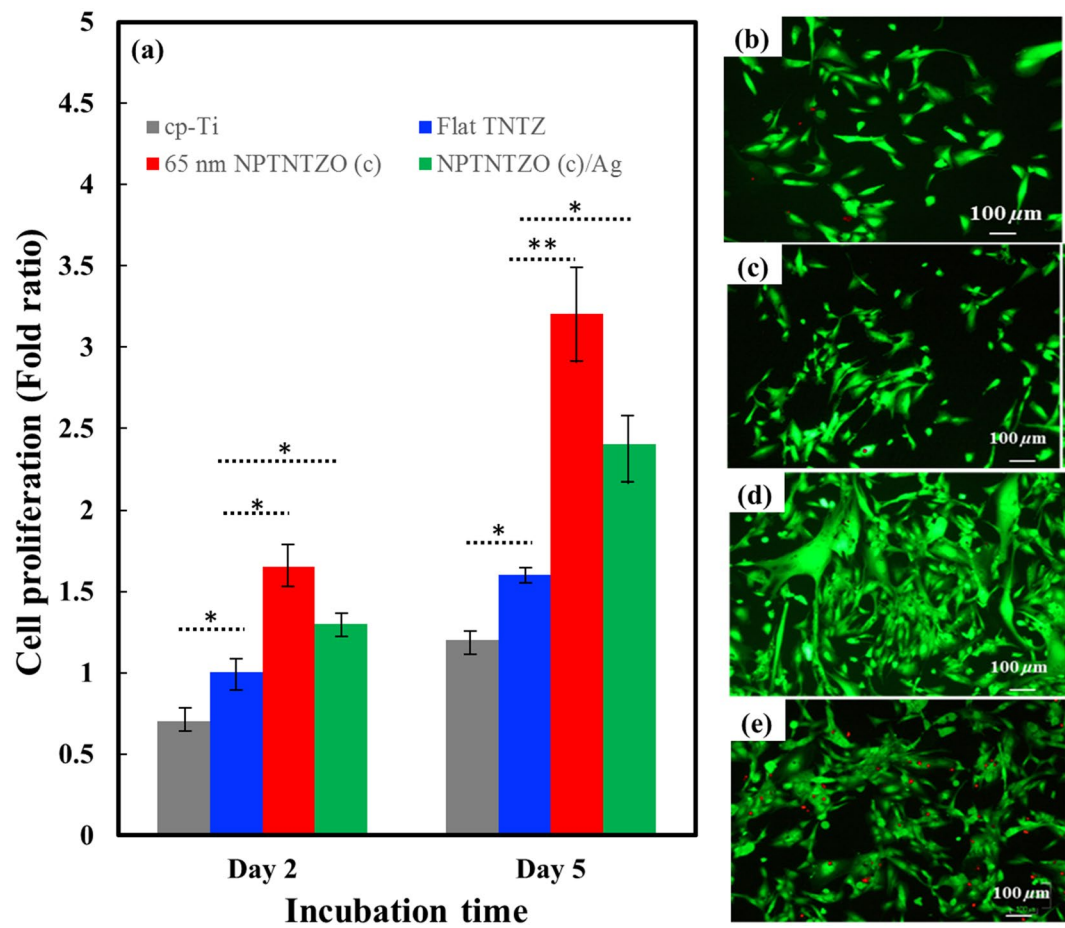 (a)
5
4.5
4
3.5
3
2.5
2
1.5
1
0.5
0
Cell proliferation (Fold ratio)
cp-Ti
Flat TNTZ
65 nm NPTNTZO (c)
NPTNTZO (c)/Ag
*
*
*
*
**
*
Day 2
Day 5
Incubation time
(b)
100 µm
(c)
100 µm
(d)
100 µm
(e)
100 µm